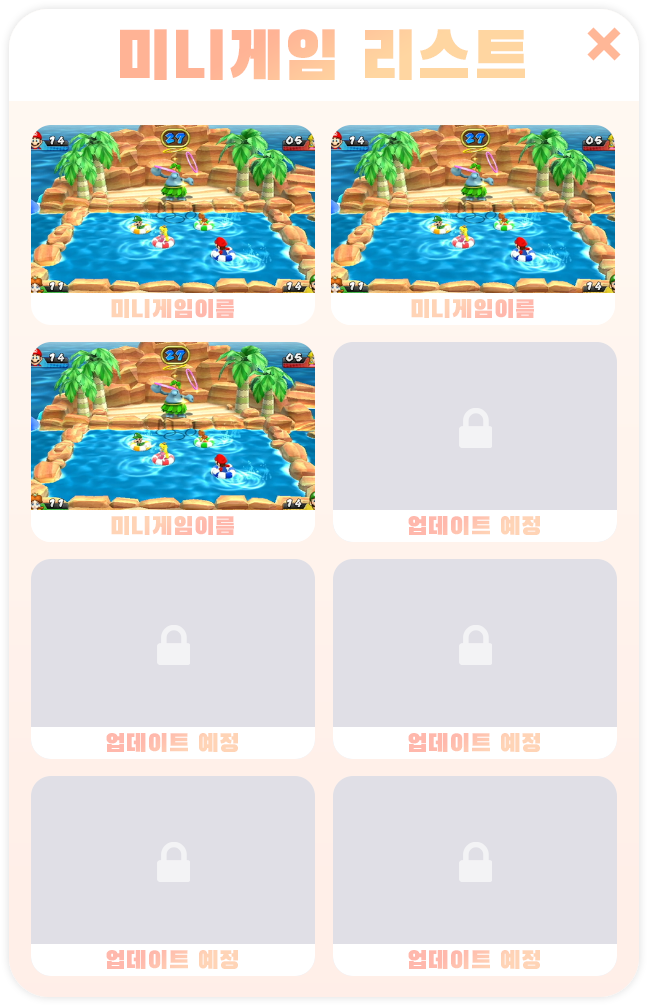 미니게임 리스트
14 27 05
14 27 05
11 14
11 14
미니게임이름 미니게임이름
14 27 05
11 14
미니게임이름 업데이트 예정
업데이트 예정 업데이트 예정
업데이트 예정 업데이트 예정